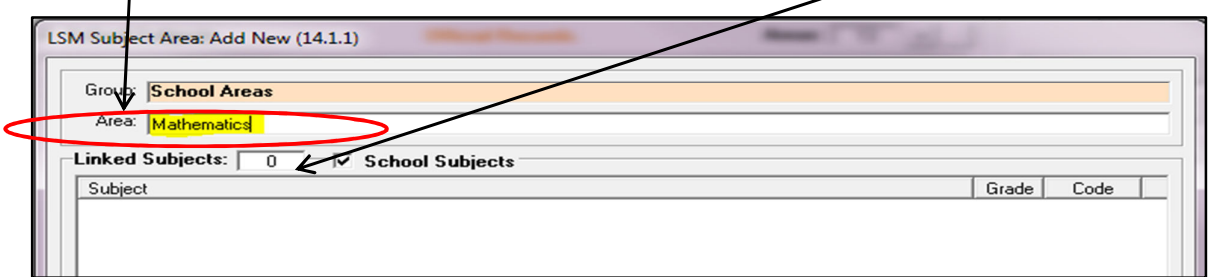 LSM Subject Area: Add New (14.1.1)
Group: School Areas
Area: Mathematics
Linked Subjects: 0 School Subjects
Subject Grade Code